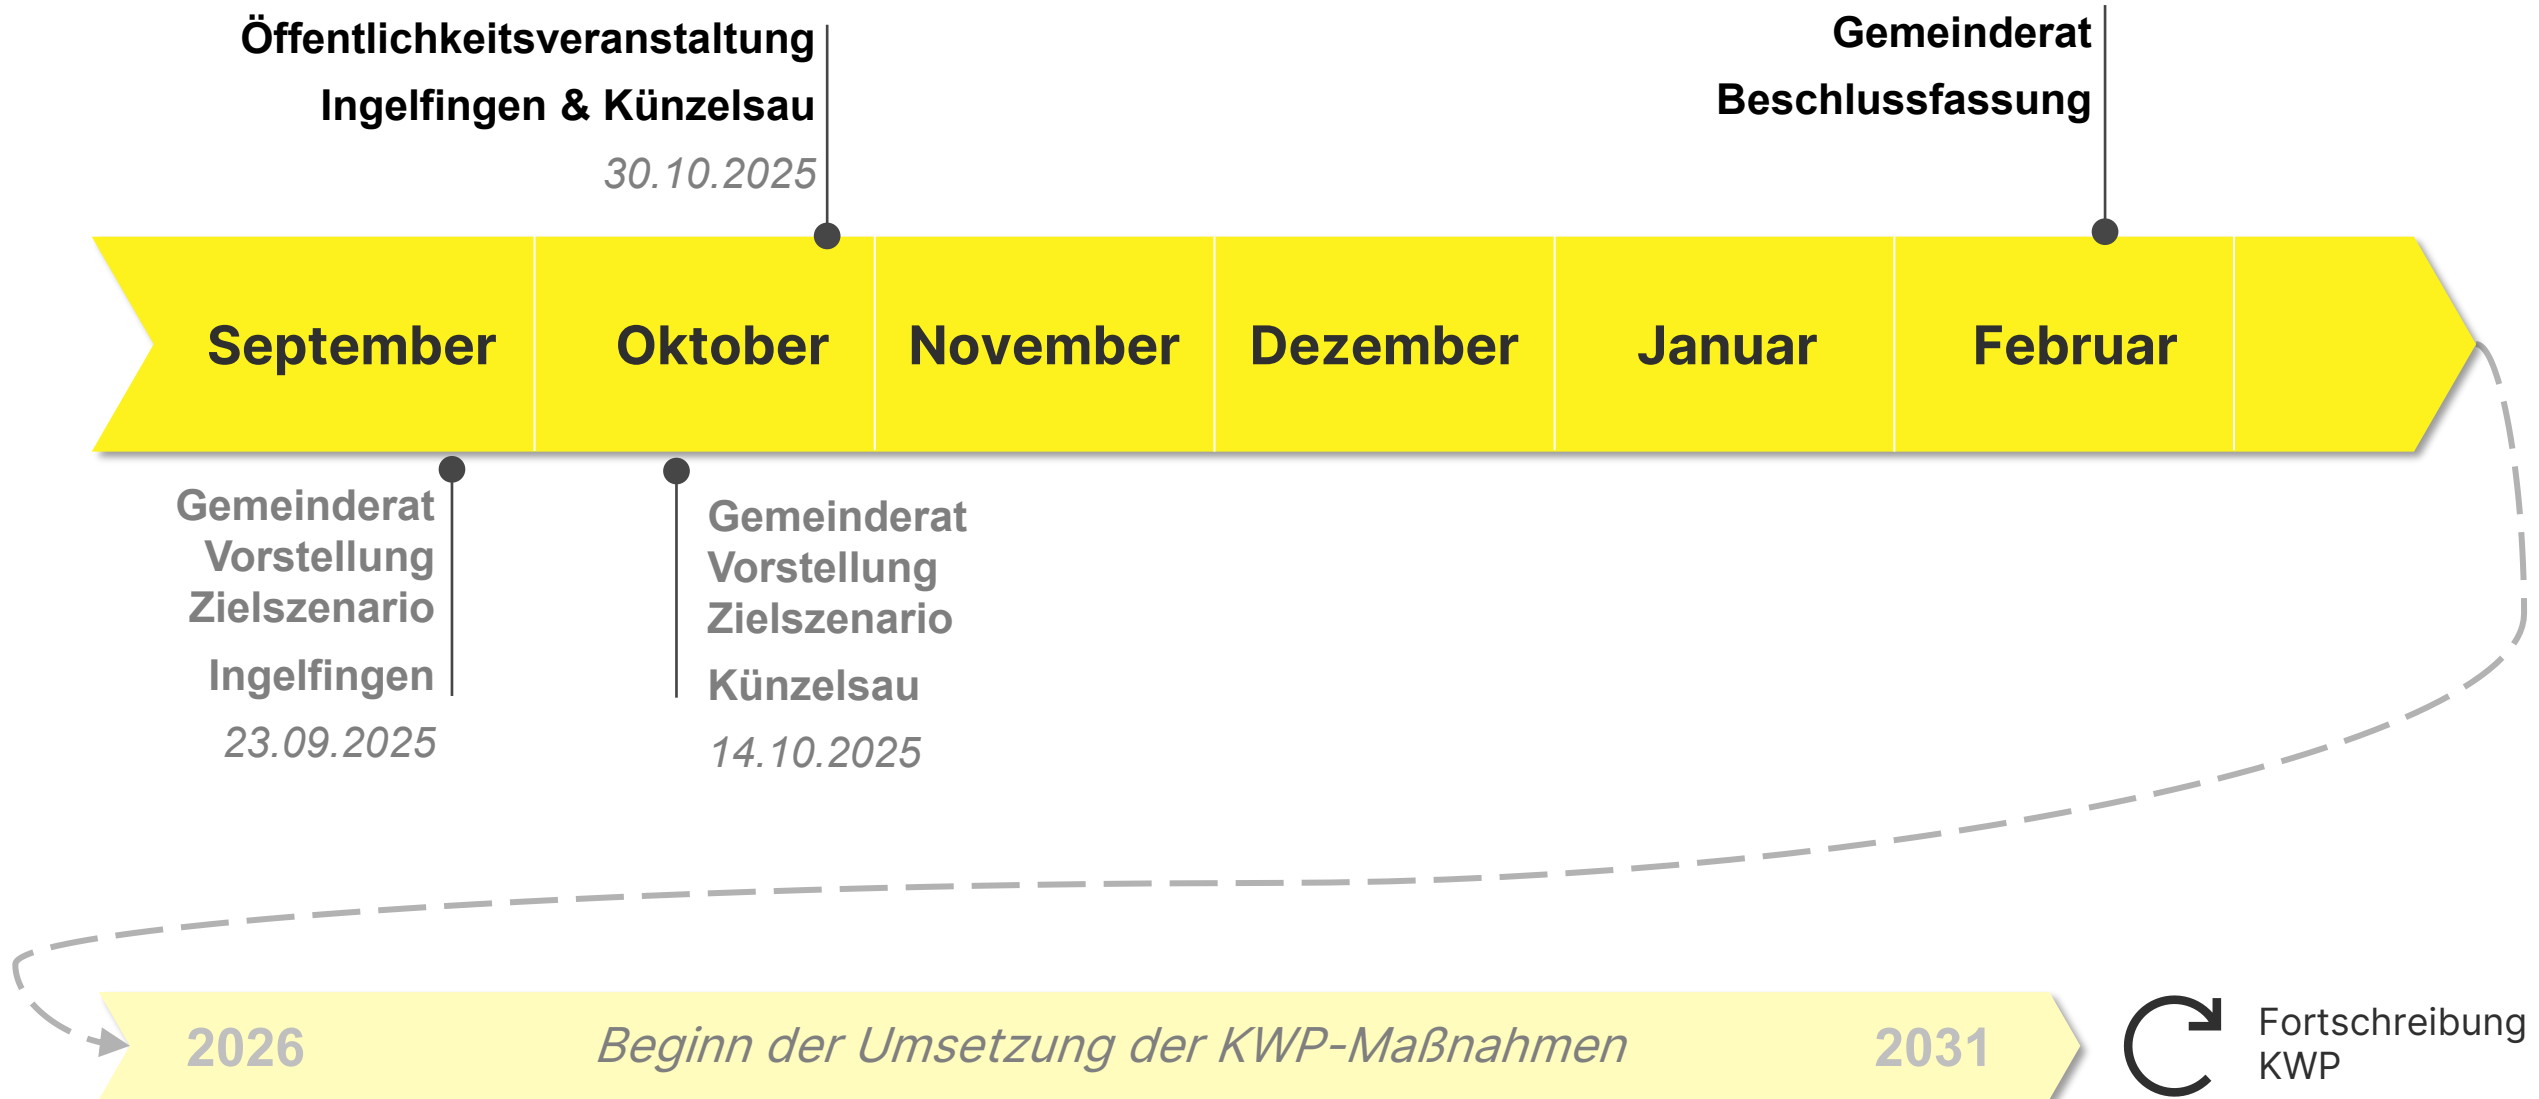 Öffentlichkeitsveranstaltung
Ingelfingen & Künzelsau
30.10.2025
Gemeinderat
Beschlussfassung
September
Oktober
November
Dezember
Januar
Februar
Gemeinderat
Vorstellung
Zielszenario
Ingelfingen
23.09.2025
Gemeinderat
Vorstellung
Zielszenario
Künzelsau
14.10.2025
2026
Beginn der Umsetzung der KWP-Maßnahmen
2031
Fortschreibung
KWP